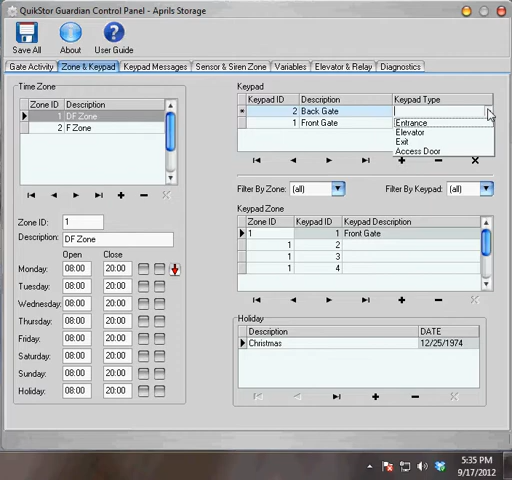 QuikStor Guardian Control Panel - Aprils Storage
Save All About User Guide
Gate Activity Zone & Keypad Keypad Messages Sensor & Siren Zone Variables Elevator & Relay Diagnostics
Time Zone
Zone ID Description
1 DF Zone
2 F Zone
Zone ID: 1
Description: DF Zone
Open Close
Monday: 08:00 20:00
Tuesday: 08:00 20:00
Wednesday: 08:00 20:00
Thursday: 08:00 20:00
Friday: 08:00 20:00
Saturday: 08:00 20:00
Sunday: 08:00 20:00
Holiday: 08:00 20:00
Keypad
Keypad ID Description Keypad Type
2 Back Gate
1 Front Gate
Entrance
Elevator
Exit
Access Door
Filter By Zone: (all) Filter By Keypad: (all)
Keypad Zone
Zone ID Keypad ID Keypad Description
1 1 Front Gate
1 2
1 3
1 4
Holiday
Description DATE
Christmas 12/25/1974
5:35 PM
9/17/2012